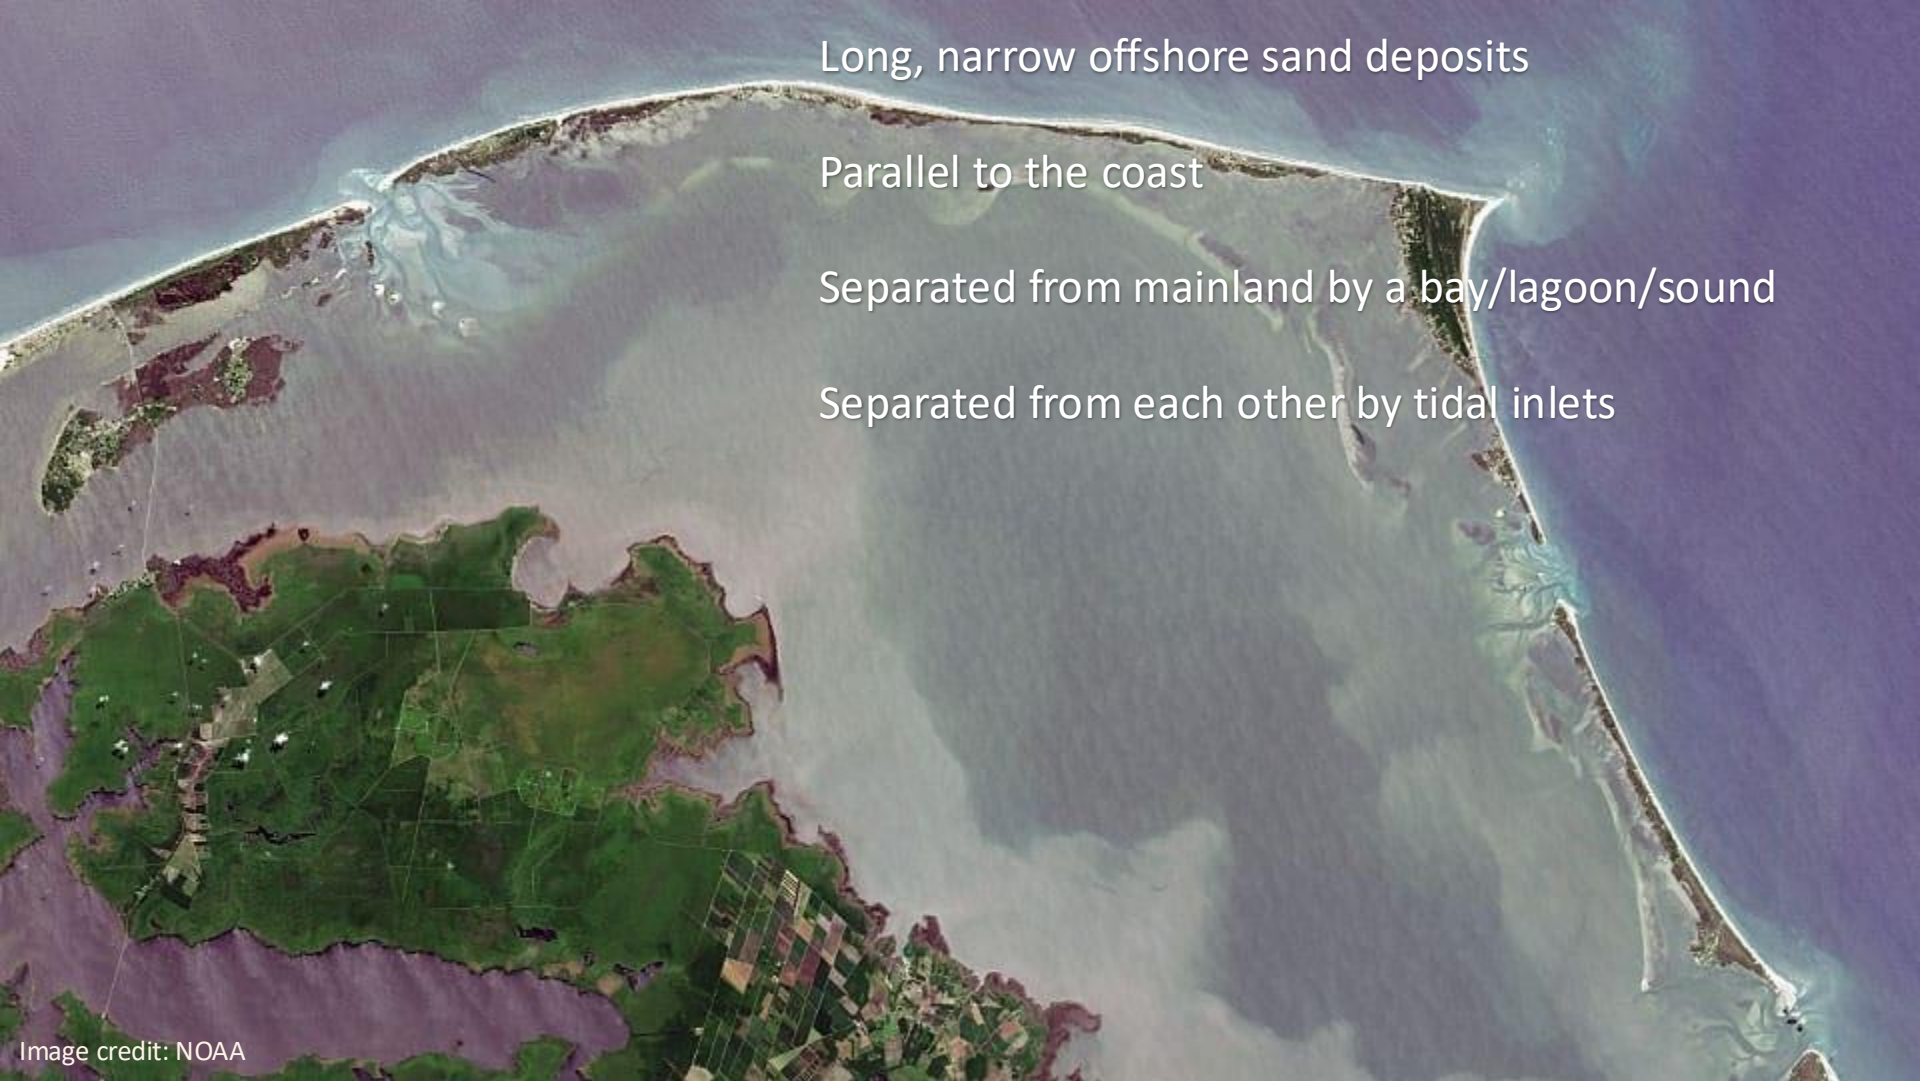 Long, narrow offshore sand deposits
Parallel to the coast
Separated from mainland by a bay/lagoon/sound
Separated from each other by tidal inlets
Image credit: NOAA